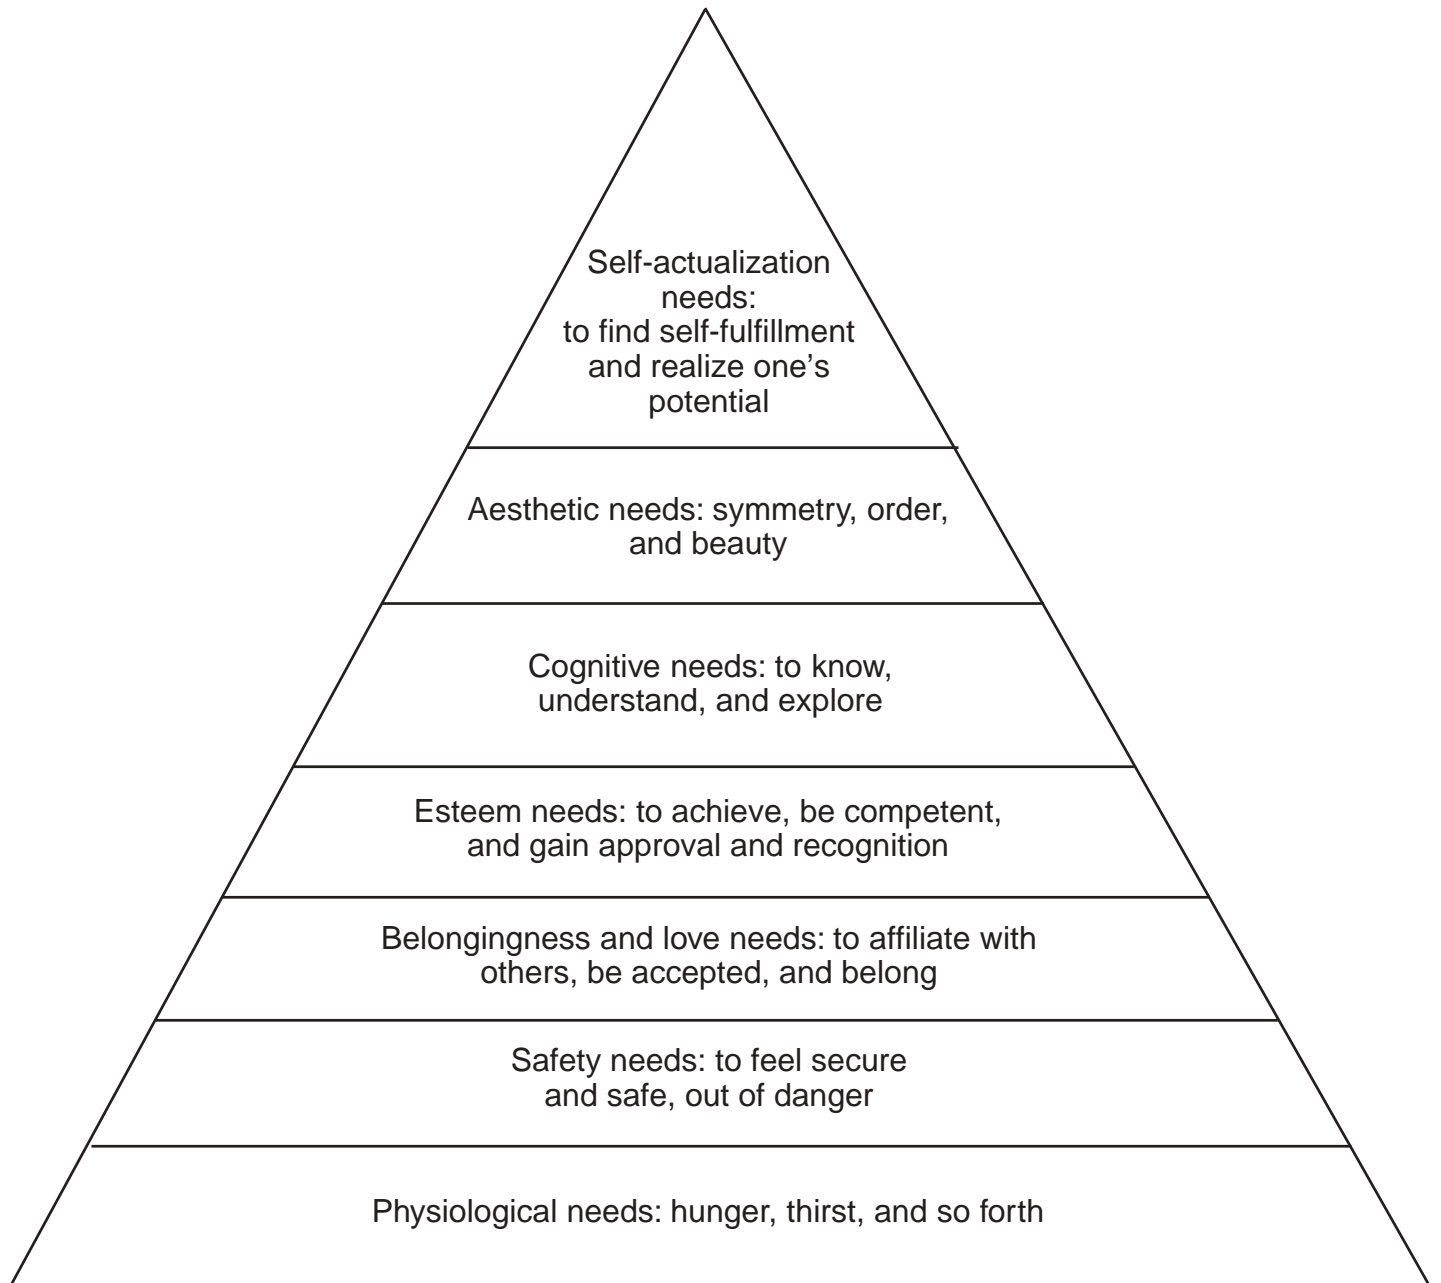 Self-actualization
needs:
to find self-fulfillment
and realize one’s
potential
Aesthetic needs: symmetry, order,
and beauty
Cognitive needs: to know,
understand, and explore
Esteem needs: to achieve, be competent,
and gain approval and recognition
Belongingness and love needs: to affiliate with
others, be accepted, and belong
Safety needs: to feel secure
and safe, out of danger
Physiological needs: hunger, thirst, and so forth